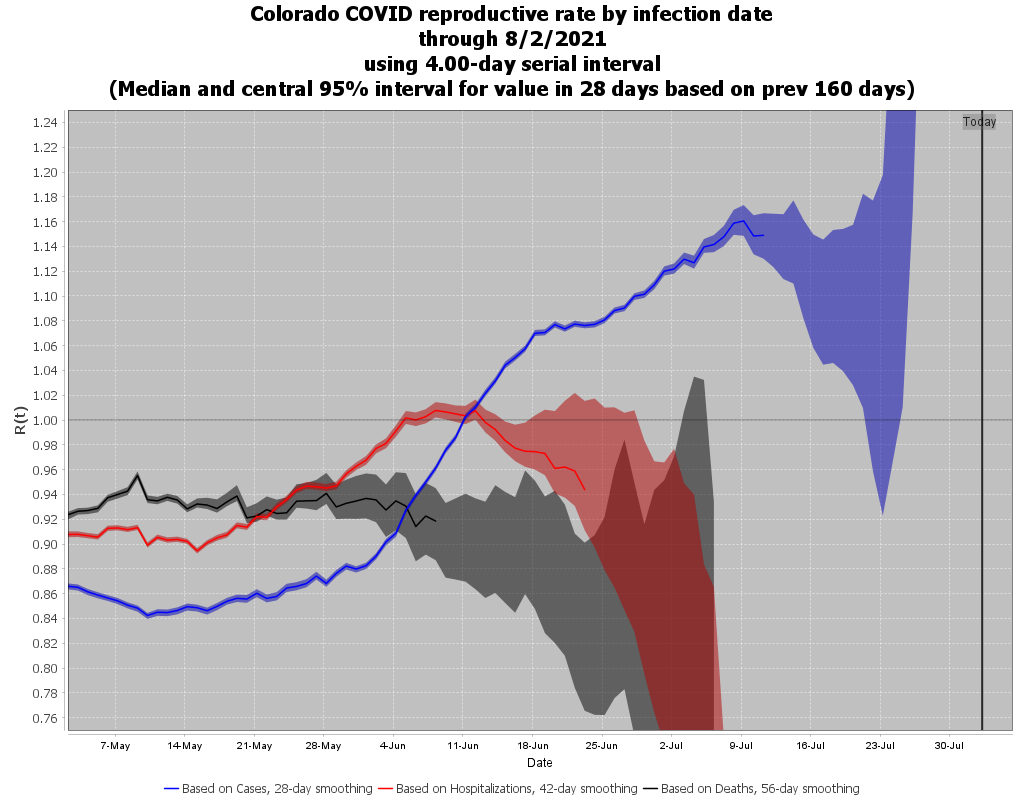 Colorado COVID reproductive rate by infection date
through 8/2/2021
using 4.00-day serial interval
(Median and central 95% interval for value in 28 days based on prev 160 days)
Today
1.24
1.22
1.20
1.18
1.16
1.14
1.12
1.10
1.08
1.06
1.04
1.02
1.00
0.98
0.96
0.94
0.92
0.90
0.88
0.86
0.84
0.82
0.80
0.78
0.76
R(t)
7-May 14-May 21-May 28-May 4-Jun 11-Jun 18-Jun 25-Jun 2-Jul 9-Jul 16-Jul 23-Jul 30-Jul
Date
Based on Cases, 28-day smoothing Based on Hospitalizations, 42-day smoothing Based on Deaths, 56-day smoothing